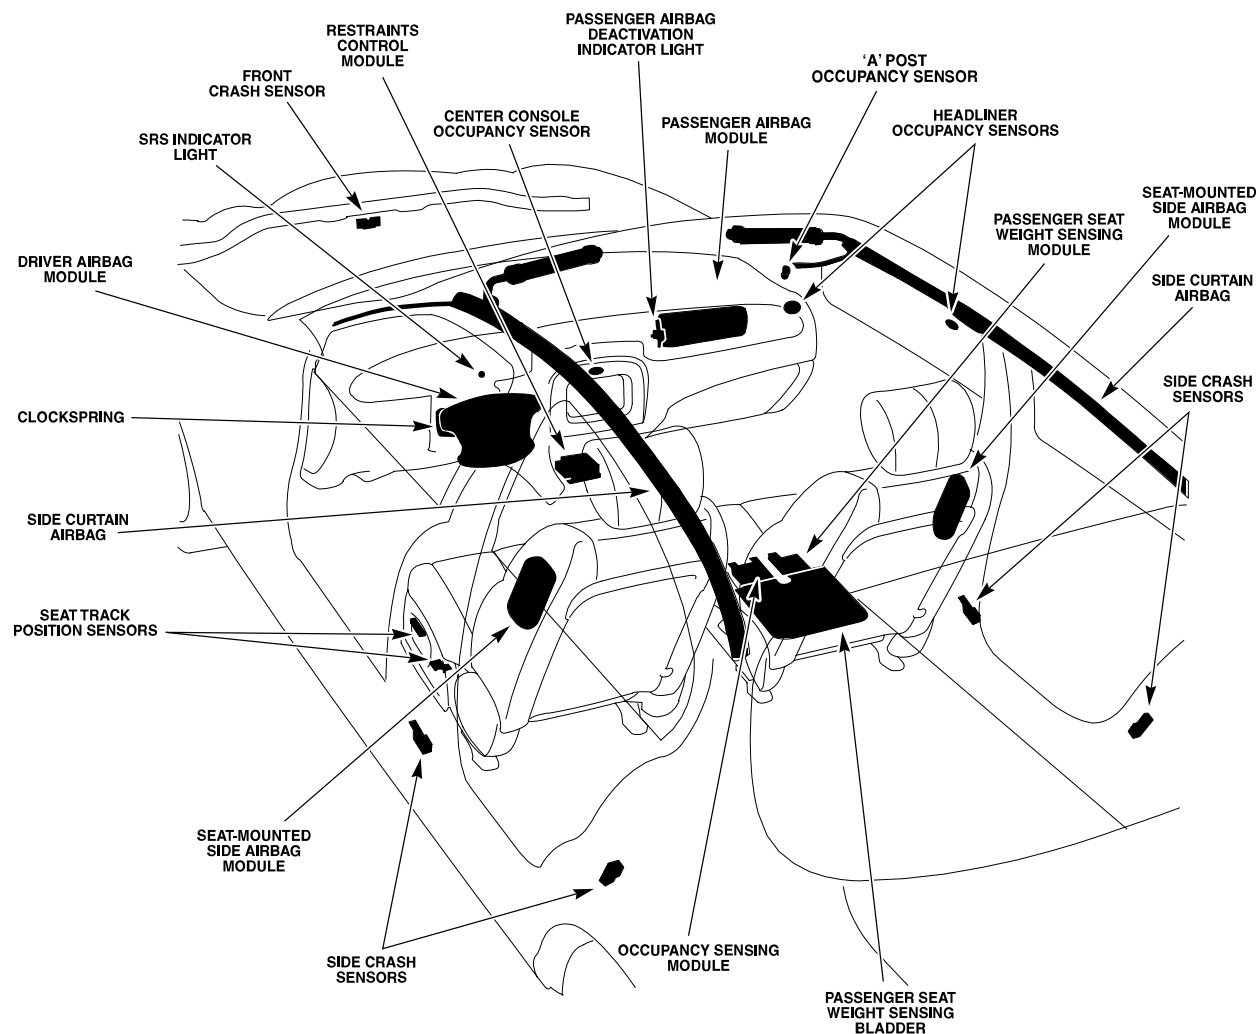 RESTRAINTS
CONTROL
MODULE
PASSENGER AIRBAG
DEACTIVATION
INDICATOR LIGHT
'A' POST
OCCUPANCY SENSOR
FRONT
CRASH SENSOR
CENTER CONSOLE
OCCUPANCY SENSOR
PASSENGER AIRBAG
MODULE
HEADLINER
OCCUPANCY SENSORS
SRS INDICATOR
LIGHT
SEAT-MOUNTED
SIDE AIRBAG
MODULE
PASSENGER SEAT
WEIGHT SENSING
MODULE
DRIVER AIRBAG
MODULE
SIDE CURTAIN
AIRBAG
SIDE CRASH
SENSORS
CLOCKSPRING
SIDE CURTAIN
AIRBAG
SEAT TRACK
POSITION SENSORS
SEAT-MOUNTED
SIDE AIRBAG
MODULE
SIDE CRASH
SENSORS
OCCUPANCY SENSING
MODULE
PASSENGER SEAT
WEIGHT SENSING
BLADDER